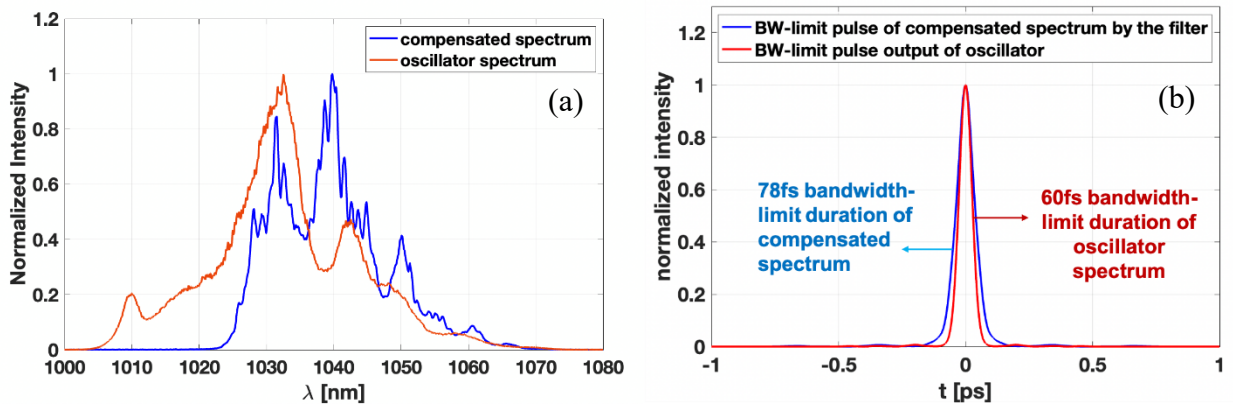 1.2
1
0.8
0.6
0.4
0.2
0
Normalized Intensity
compensated spectrum
oscillator spectrum
(a)
1000 1010 1020 1030 1040 1050 1060 1070 1080
λ [nm]
1.2
1
0.8
0.6
0.4
0.2
0
normalized intensity
BW-limit pulse of compensated spectrum by the filter
BW-limit pulse output of oscillator
(b)
78fs bandwidth-
limit duration of
compensated
spectrum
60fs bandwidth-
limit duration of
oscillator
spectrum
-1 -0.5 0 0.5 1
t [ps]